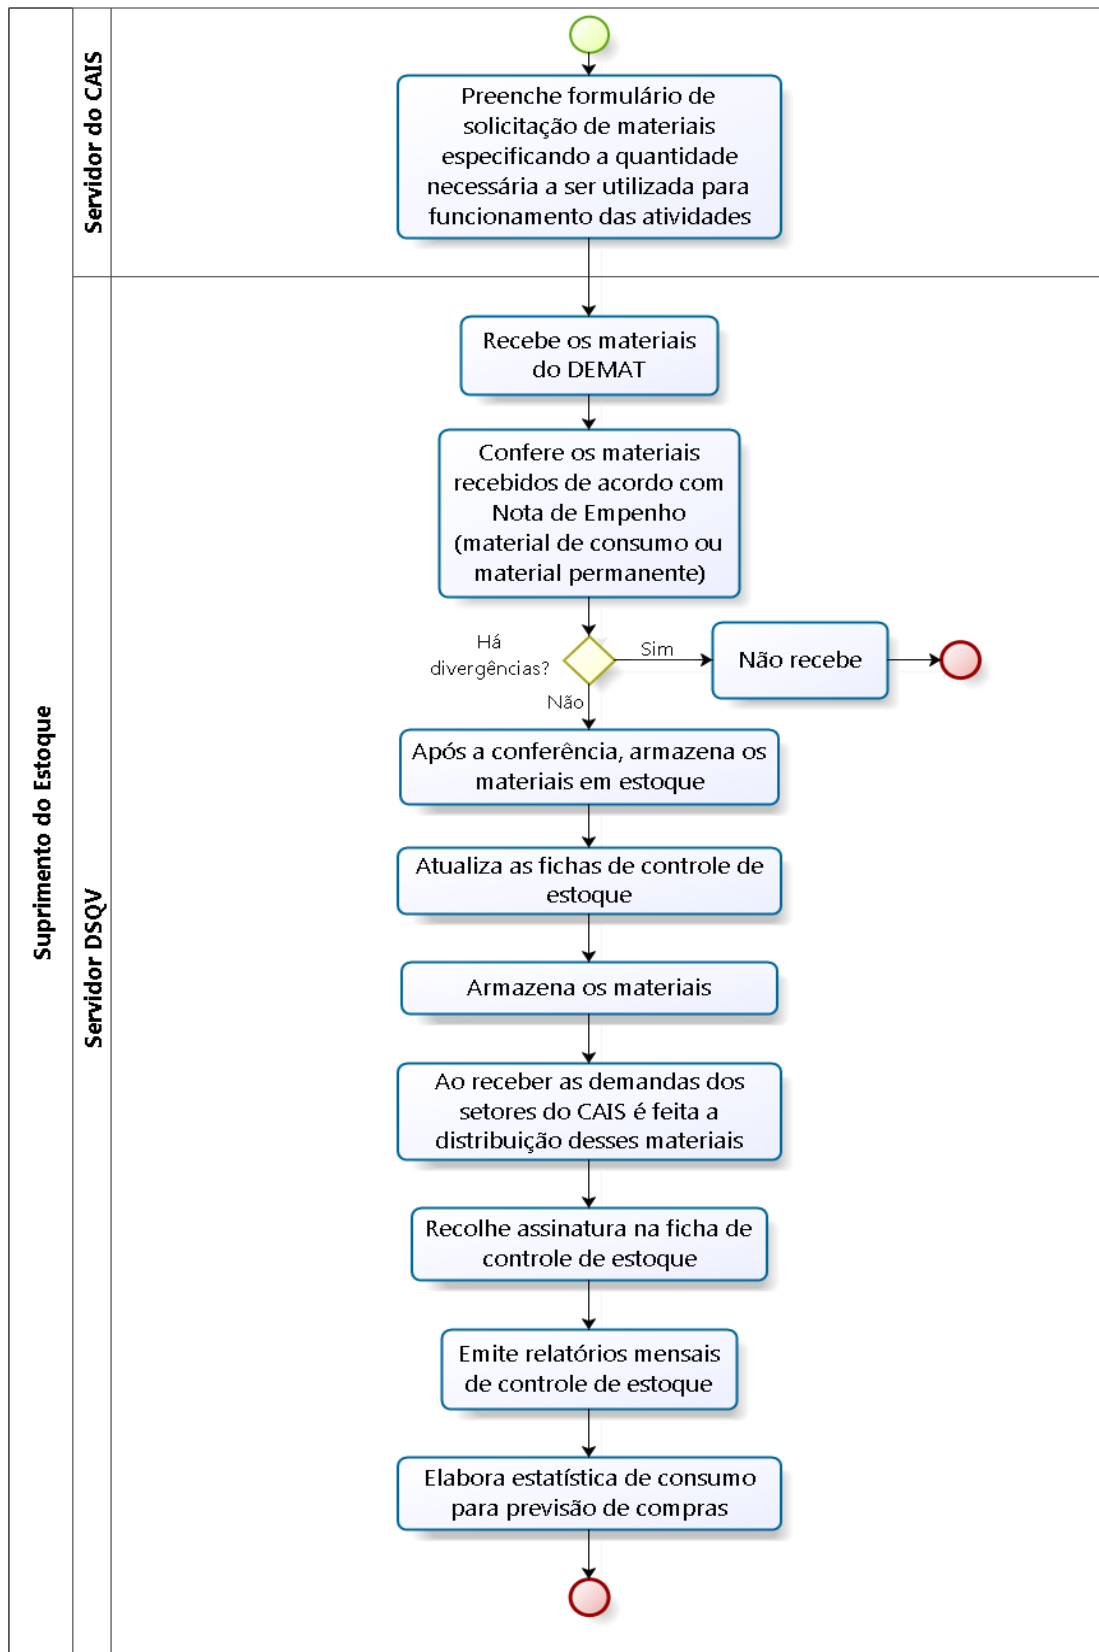 Suprimento do Estoque
Servidor do CAIS
Preenche formulário de
solicitação de materiais
especificando a quantidade
necessária a ser utilizada para
funcionamento das atividades
Servidor DSQV
Recebe os materiais
do DEMAT
Confere os materiais
recebidos de acordo com
Nota de Empenho
(material de consumo ou
material permanente)
Há
divergências?
Sim
Não recebe
Não
Após a conferência, armazena os
materiais em estoque
Atualiza as fichas de controle de
estoque
Armazena os materiais
Ao receber as demandas dos
setores do CAIS é feita a
distribuição desses materiais
Recolhe assinatura na ficha de
controle de estoque
Emite relatórios mensais
de controle de estoque
Elabora estatística de consumo
para previsão de compras